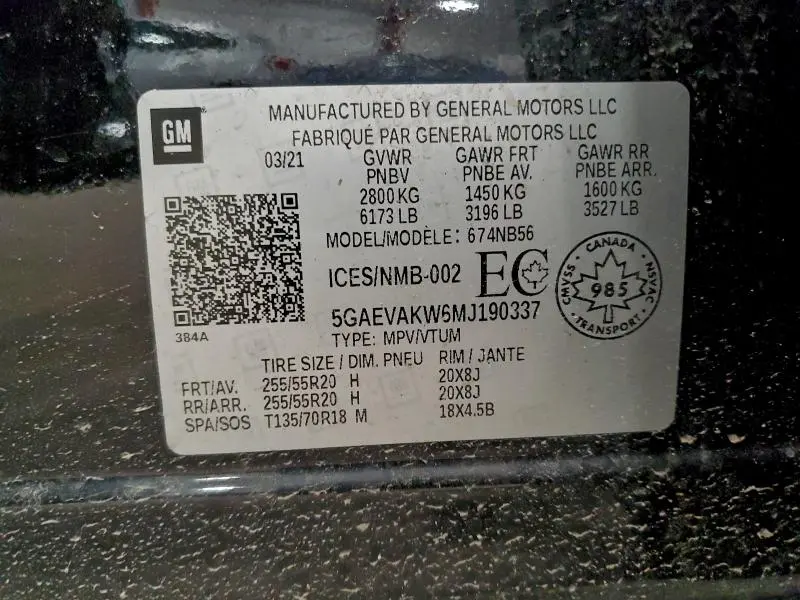 GM
MANUFACTURED BY GENERAL MOTORS LLC
FABRIQUÉ PAR GENERAL MOTORS LLC
03/21 GVWR GAWR FRT GAWR RR
PNBV PNBE AV. PNBE ARR.
2800KG 1450 KG 1600 KG
6173 LB 3196 LB 3527 LB
MODEL/MODÈLE: 674NB56
ICES/NMB-002 EC
CANADA
CMVSS 985 NSVAC
TRANSPORT
5GAEVAKW6MJ190337
384A
TYPE: MPV/VTUM
TIRE SIZE / DIM. PNEU RIM / JANTE
FRT/AV. 255/55R20 H 20X8J
RR/ARR. 255/55R20 H 20X8J
SPA/SOS T135/70R18 M 18X4.5B